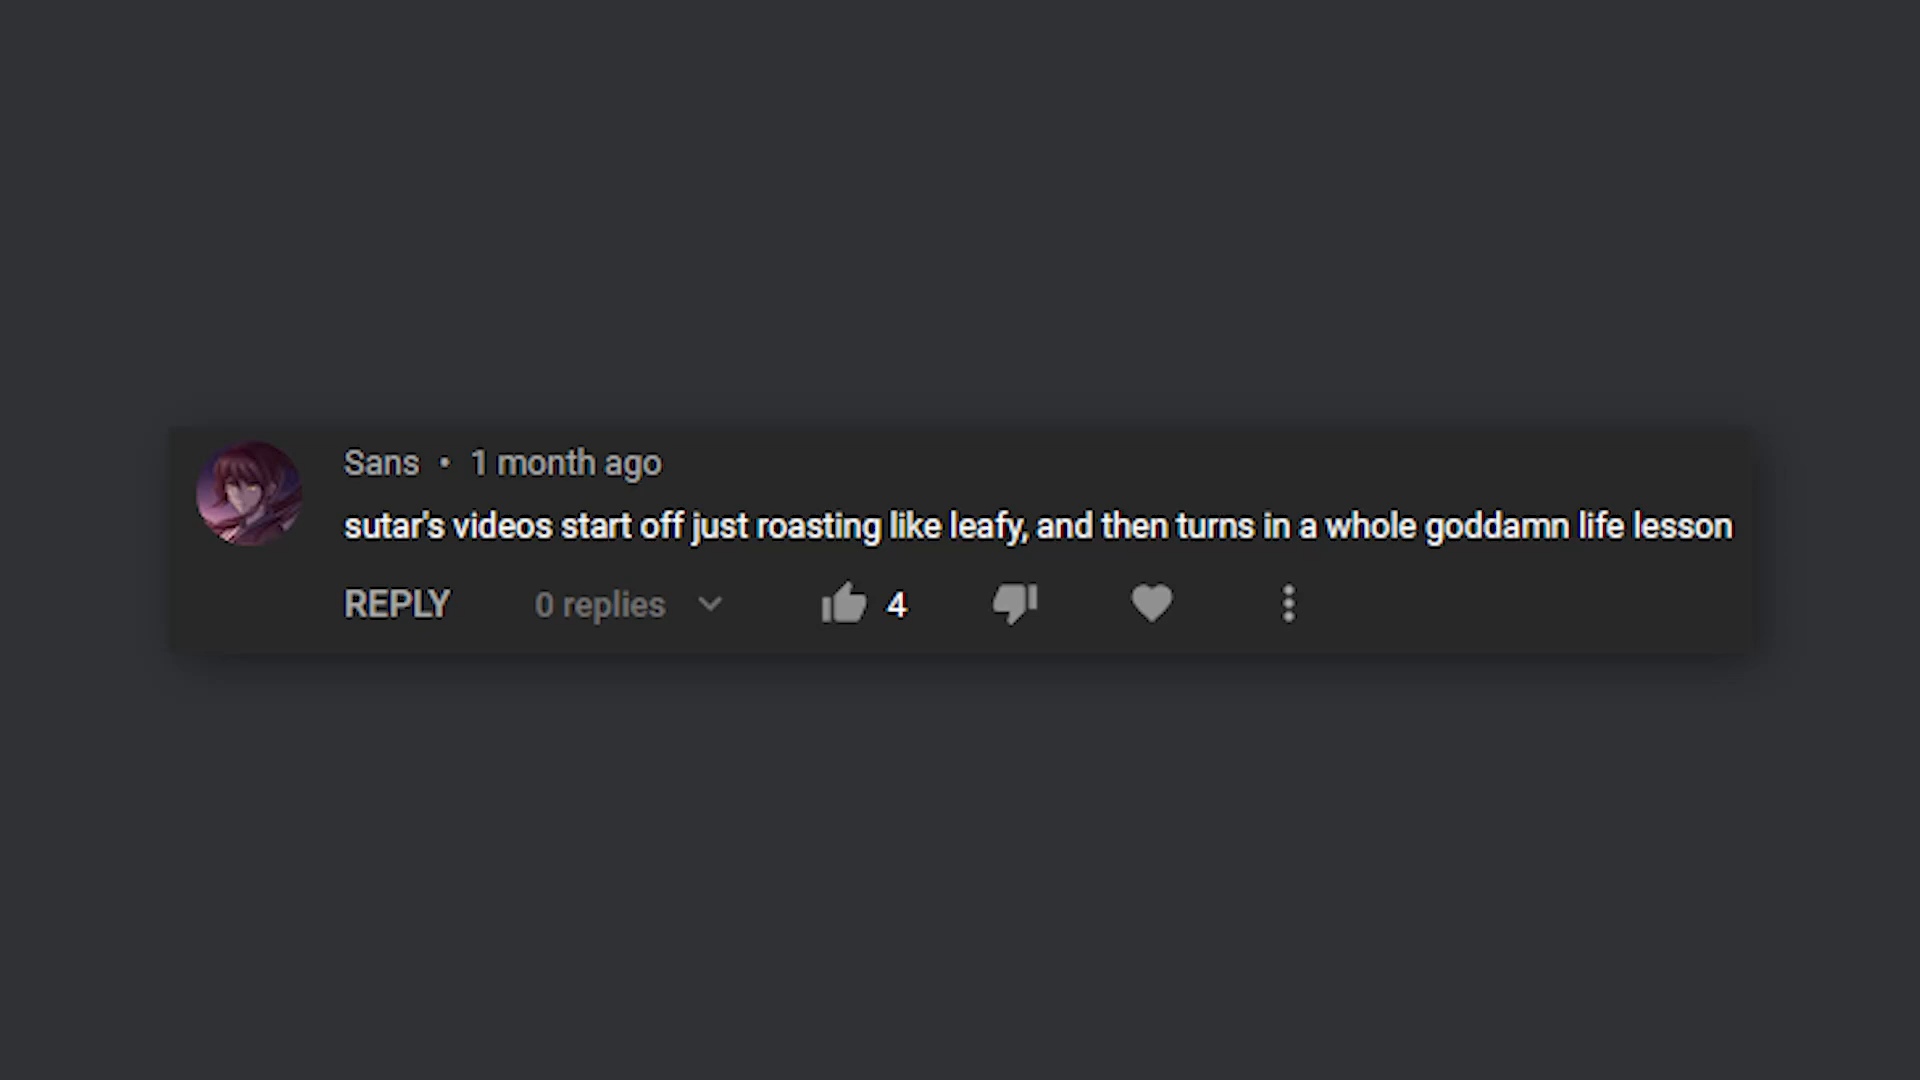 Sans • 1 month ago
sutar's videos start off just roasting like leafy, and then turns in a whole goddamn life lesson
REPLY 0 replies 4